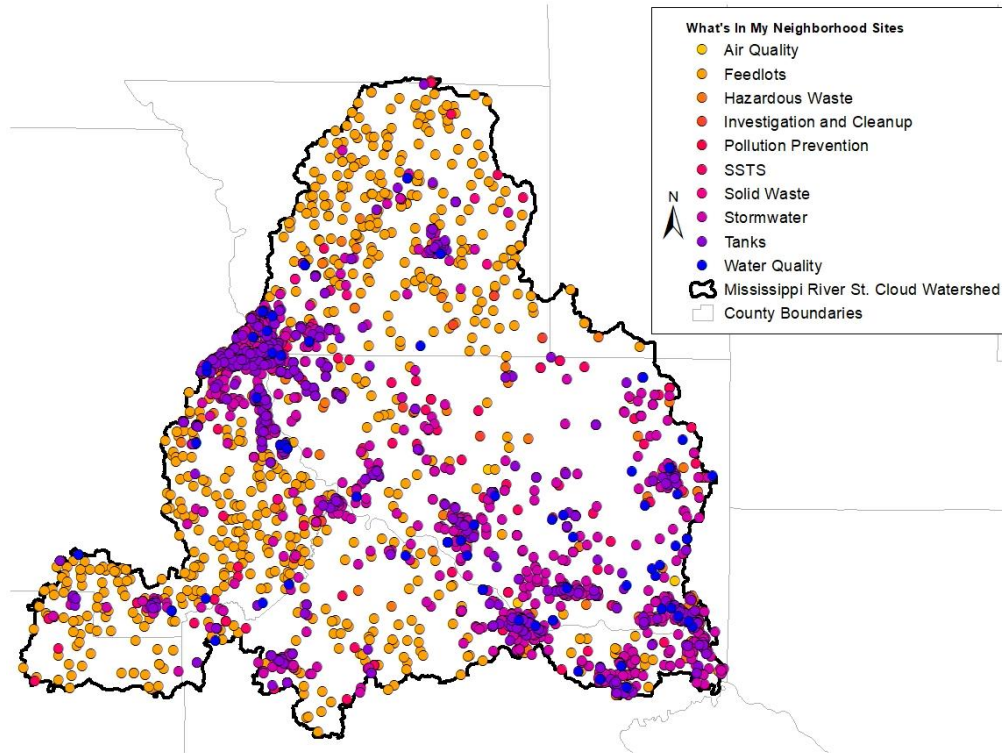 What's In My Neighborhood Sites
Air Quality
Feedlots
Hazardous Waste
Investigation and Cleanup
Pollution Prevention
SSTS
Solid Waste
Stormwater
Tanks
Water Quality
Mississippi River St. Cloud Watershed
County Boundaries
N